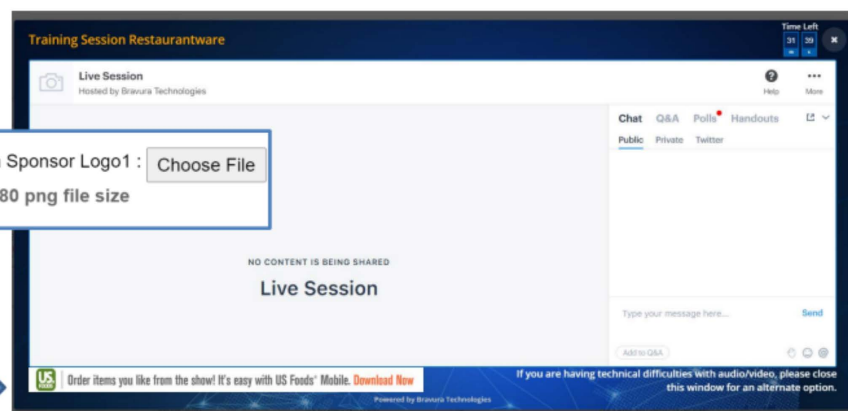 Time Left
Training Session Restaurantware
31 39
Live Session
Hosted by Bravura Technologies
Help
More
Chat Q&A Polls Handouts
Public Private Twitter
Sponsor Logo1 : Choose File
80 png file size
NO CONTENT IS BEING SHARED
Live Session
Type your message here...
Send
Add to Q&A
US. FOODS
Order items you like from the show! It's easy with US Foods® Mobile. Download Now
If you are having technical difficulties with audio/video, please close
this window for an alternate option.
Powered by Bravura Technologies